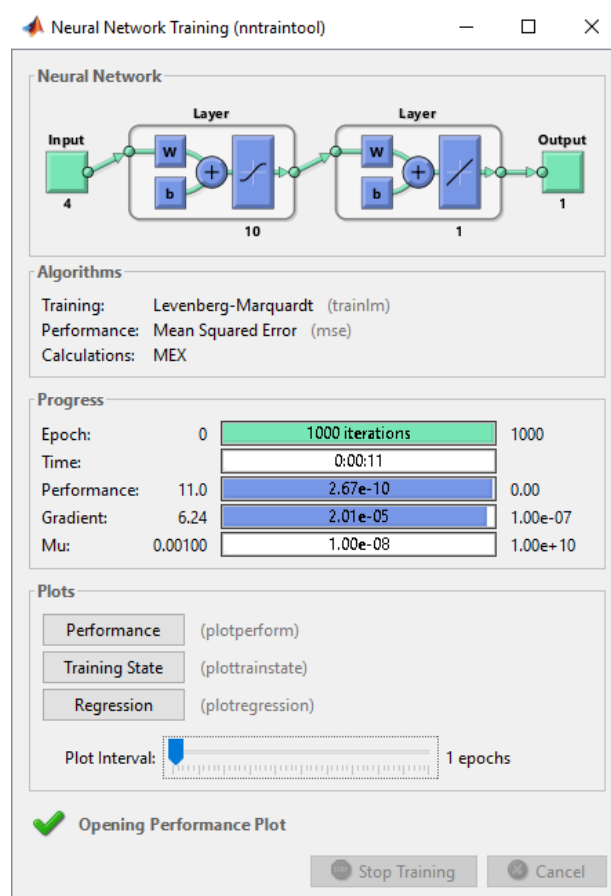 Neural Network Training (nntraintool)
Neural Network
Layer Layer
Input Output
W W
b b
4 1
10 1
Algorithms
Training: Levenberg-Marquardt (trainlm)
Performance: Mean Squared Error (mse)
Calculations: MEX
Progress
Epoch: 0 1000 iterations 1000
Time: 0:00:11
Performance: 11.0 2.67e-10 0.00
Gradient: 6.24 2.01e-05 1.00e-07
Mu: 0.00100 1.00e-08 1.00e+10
Plots
Performance (plotperform)
Training State (plottrainstate)
Regression (plotregression)
Plot Interval: 1 epochs
Opening Performance Plot
Stop Training Cancel